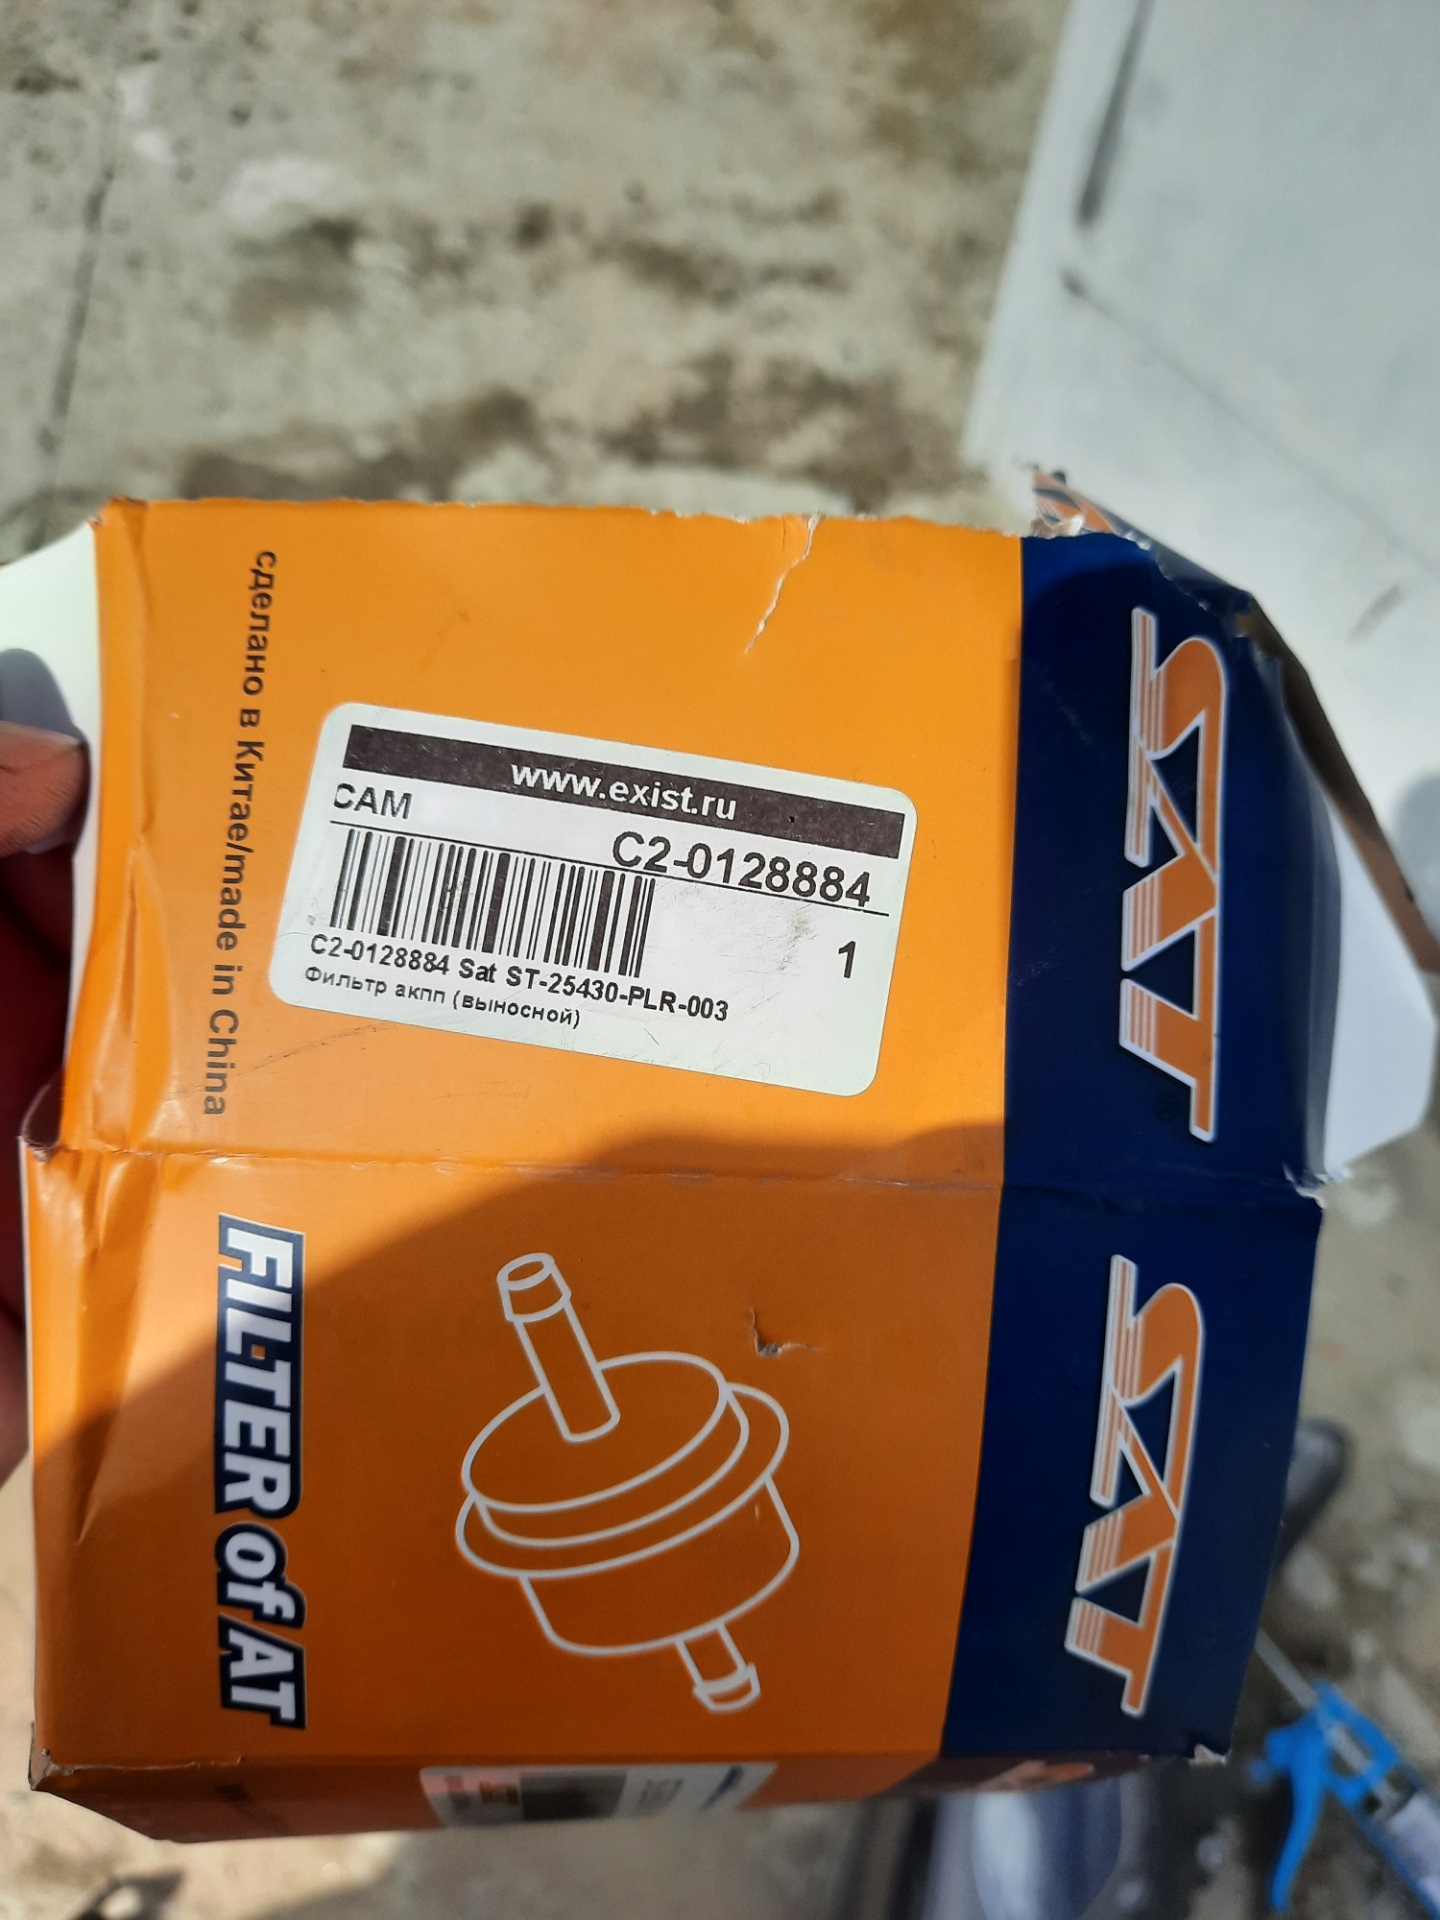 сделано в Китае/made in China
www.exist.ru
САМ
C2-0128884
1
C2-0128884 Sat ST-25430-PLR-003
Фильтр акпп (выносной)
SAT
®
FILTER of AT
SAT